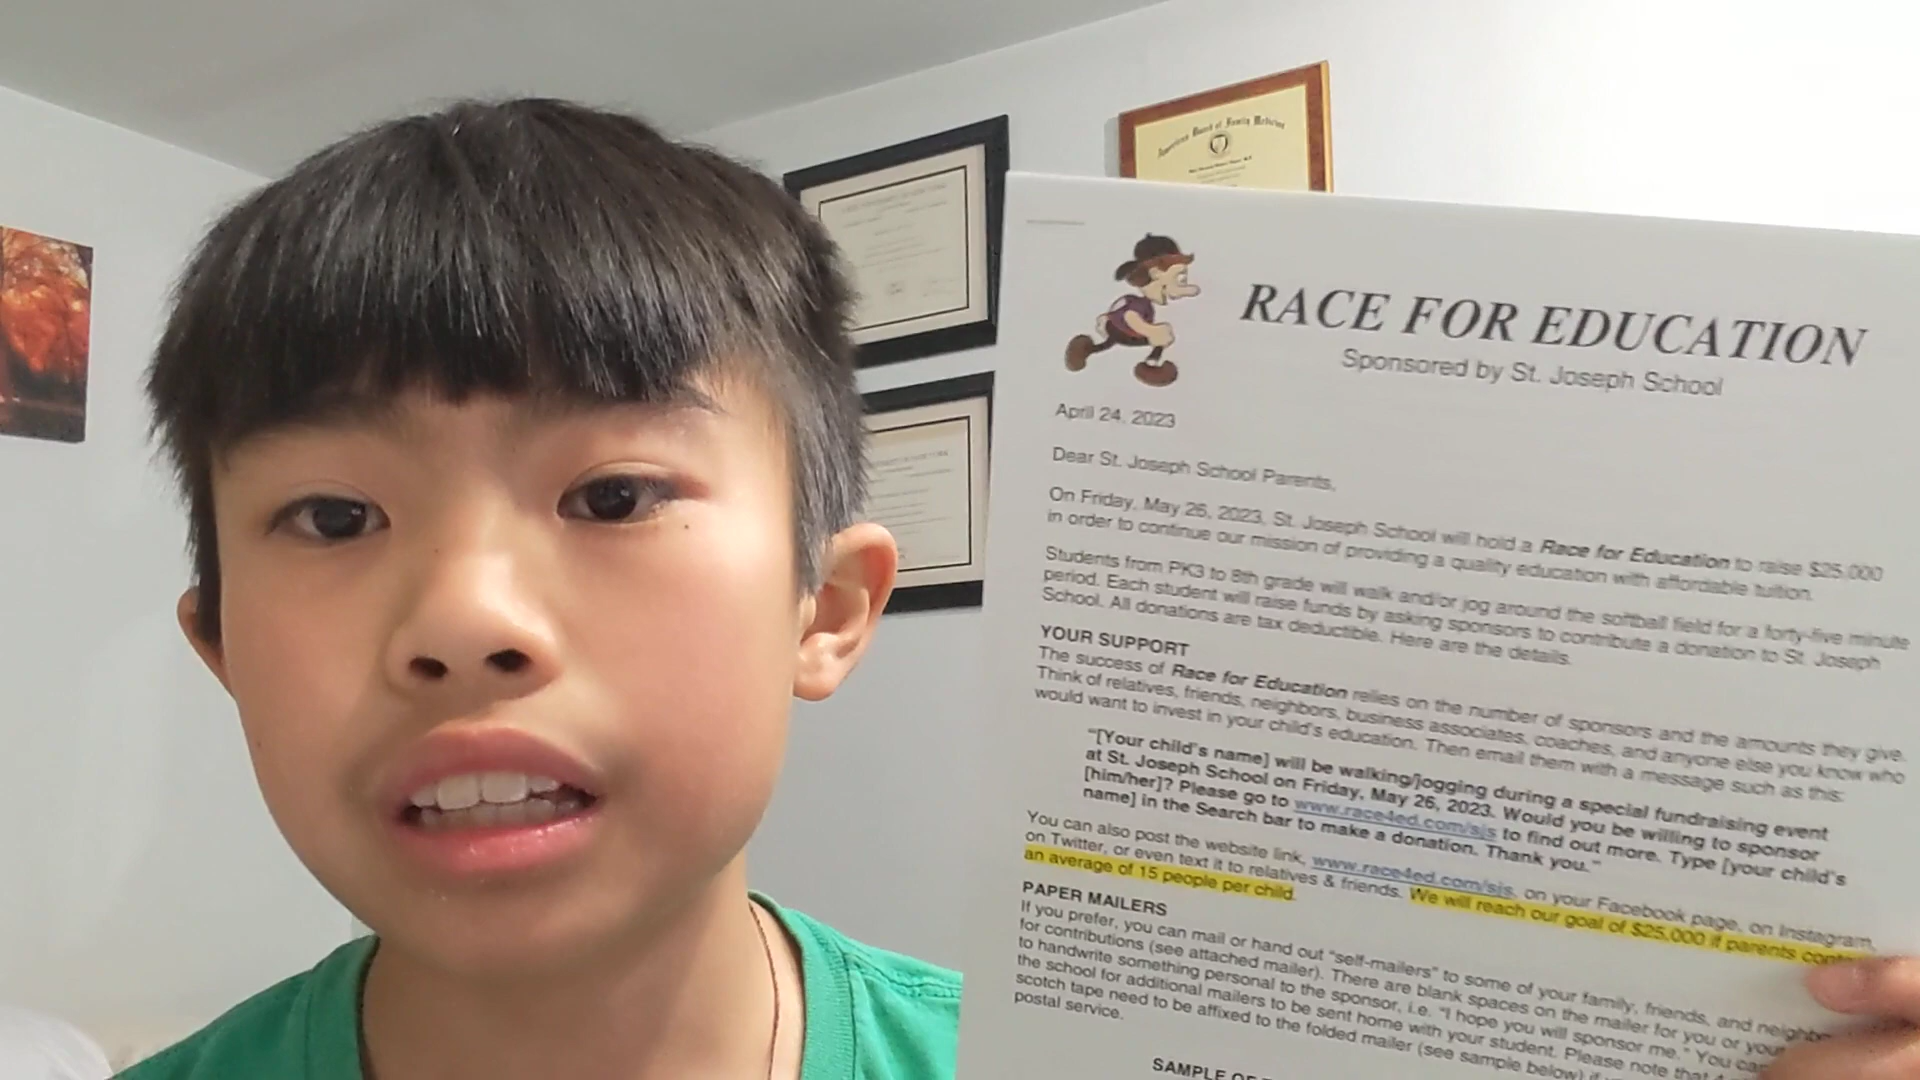 American Board of Family Medicine
RACE FOR EDUCATION
Sponsored by St. Joseph School
April 24, 2023
Dear St. Joseph School Parents,
On Friday, May 26, 2023, St. Joseph School will hold a Race for Education to raise $25,000
in order to continue our mission of providing a quality education with affordable tuition.
Students from PK3 to 8th grade will walk and/or jog around the softball field for a forty-five minute
period. Each student will raise funds by asking sponsors to contribute a donation to St. Joseph
School. All donations are tax deductible. Here are the details.
YOUR SUPPORT
The success of Race for Education relies on the number of sponsors and the amounts they give.
Think of relatives, friends, neighbors, business associates, coaches, and anyone else you know who
would want to invest in your child's education. Then email them with a message such as this:
"[Your child's name] will be walking/jogging during a special fundraising event
at St. Joseph School on Friday, May 26, 2023. Would you be willing to sponsor
[him/her]? Please go to www.race4ed.com/sjs to find out more. Type [your child's
name] in the Search bar to make a donation. Thank you."
You can also post the website link, www.race4ed.com/sjs, on your Facebook page, on Instagram,
on Twitter, or even text it to relatives & friends. We will reach our goal of $25,000 if parents
an average of 15 people per child.
PAPER MAILERS
If you prefer, you can mail or hand out "self-mailers" to some of your family, friends, and
for contributions (see attached mailer). There are blank spaces on the mailer for you or your
to handwrite something personal to the sponsor, i.e. "I hope you will sponsor me." You can
the school for additional mailers to be sent home with your student. Please note that
scotch tape need to be affixed to the folded mailer (see sample below)
postal service.
SAMPLE OF